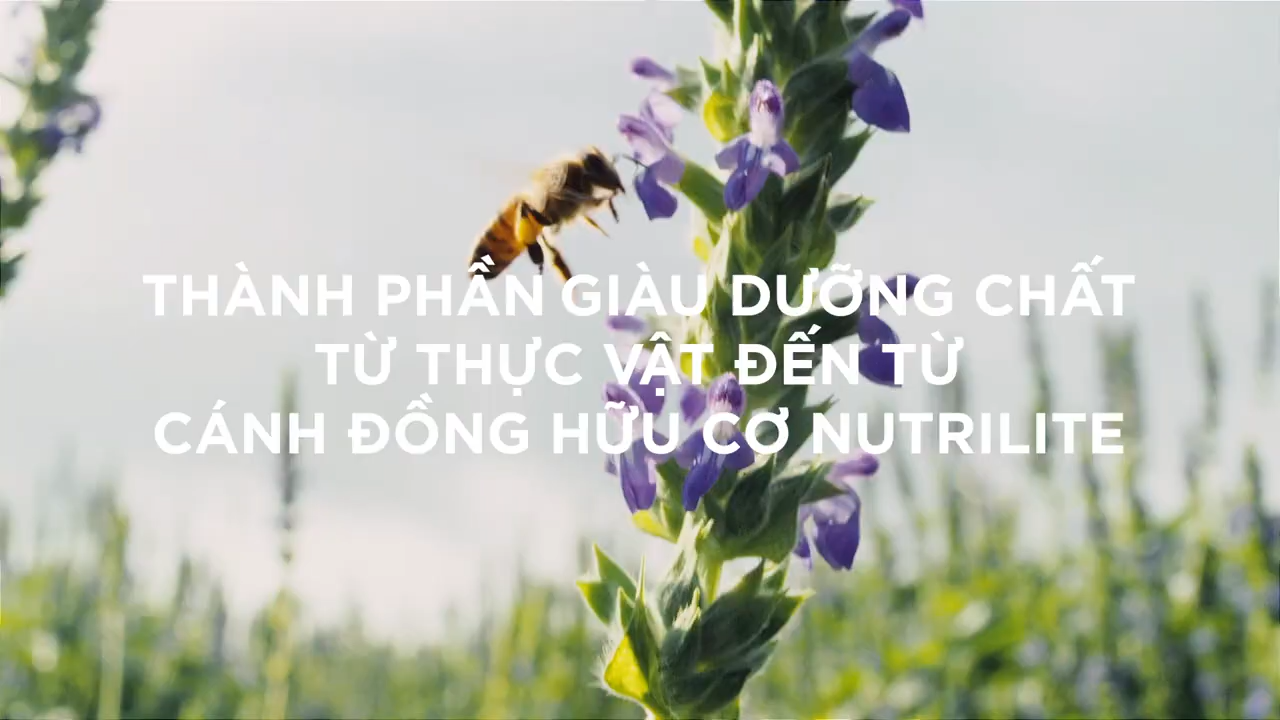 THÀNH PHẦN GIÀU DƯỠNG CHẤT
TỪ THỰC VẬT ĐẾN TỪ
CÁNH ĐỒNG HỮU CƠ NUTRILITE